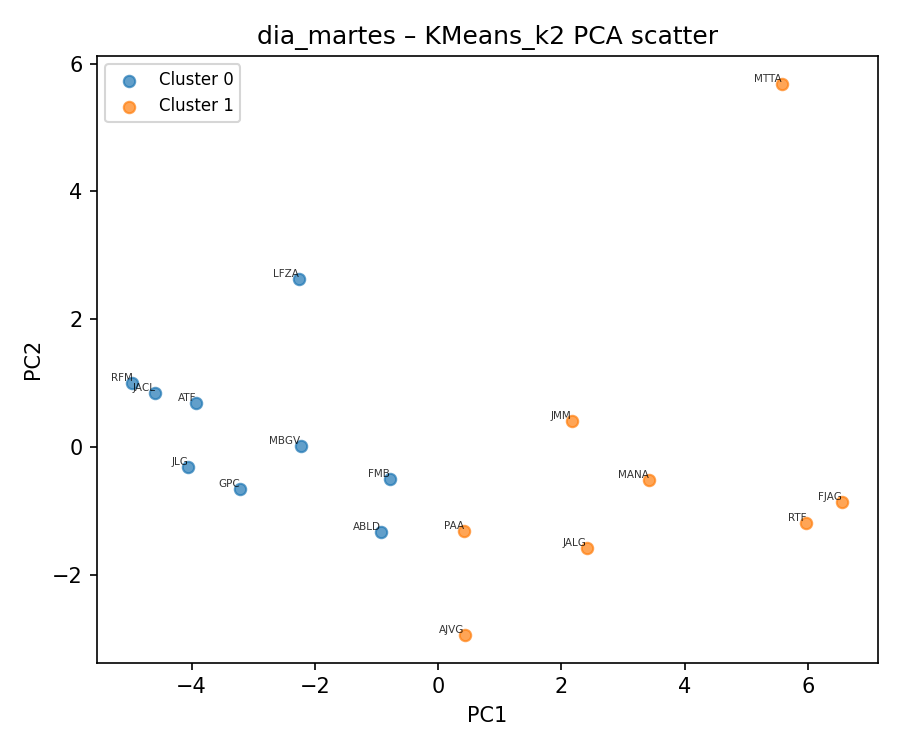 dia_martes – KMeans_k2 PCA scatter
Cluster 0
Cluster 1
PC2
6
4
2
0
−2
MTTA
LFZA
RFM
JACL
ATF
JMM
MBGV
JLG
FMB
MANA
GPC
FJAG
RTF
ABLD
PAA
JALG
AJVG
−4
−2
0
2
4
6
PC1